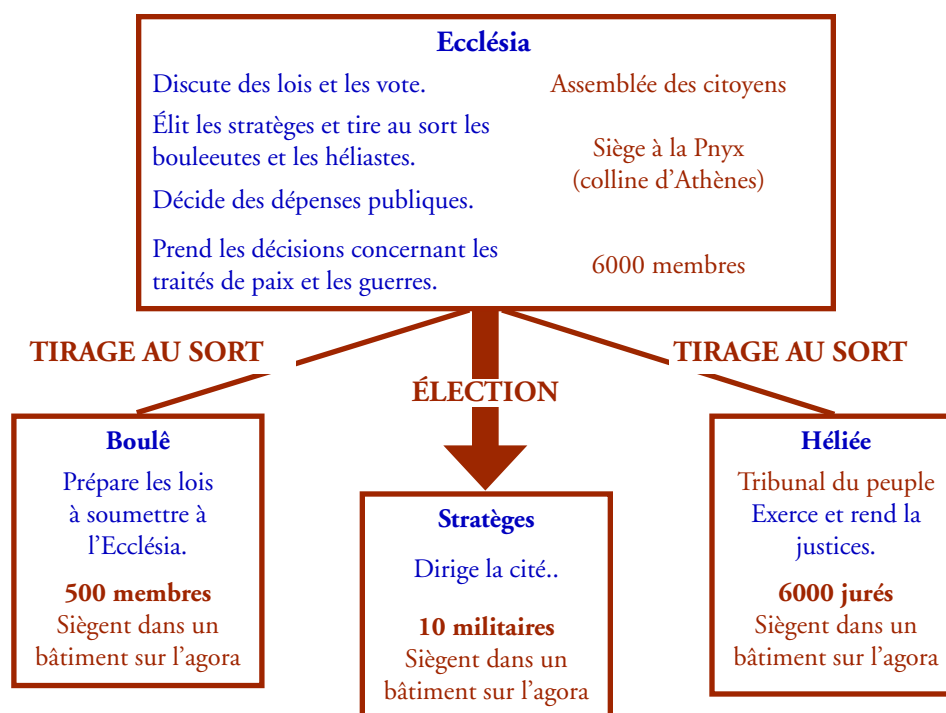 Ecclésia
Discute des lois et les vote.
Élit les stratèges et tire au sort les
bouleeutes et les héliastes.
Décide des dépenses publiques.
Prend les décisions concernant les
traités de paix et les guerres.
Assemblée des citoyens
Siège à la Pnyx
(colline d’Athènes)
6000 membres
TIRAGE AU SORT
ÉLECTION
TIRAGE AU SORT
Boulê
Prépare les lois
à soumettre à
l’Ecclésia.
500 membres
Siègent dans un
bâtiment sur l’agora
Stratèges
Dirige la cité..
10 militaires
Siègent dans un
bâtiment sur l’agora
Héliée
Tribunal du peuple
Exerce et rend la
justices.
6000 jurés
Siègent dans un
bâtiment sur l’agora